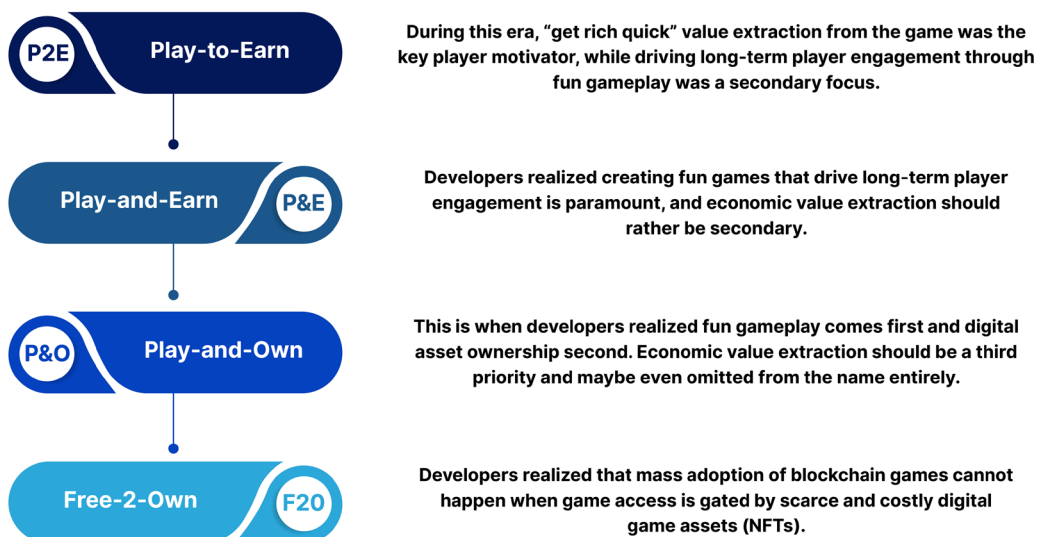 P2E
Play-to-Earn
During this era, “get rich quick” value extraction from the game was the
key player motivator, while driving long-term player engagement through
fun gameplay was a secondary focus.
Play-and-Earn
P&E
Developers realized creating fun games that drive long-term player
engagement is paramount, and economic value extraction should
rather be secondary.
P&O
Play-and-Own
This is when developers realized fun gameplay comes first and digital
asset ownership second. Economic value extraction should be a third
priority and maybe even omitted from the name entirely.
Free-2-Own
F2O
Developers realized that mass adoption of blockchain games cannot
happen when game access is gated by scarce and costly digital
game assets (NFTs).